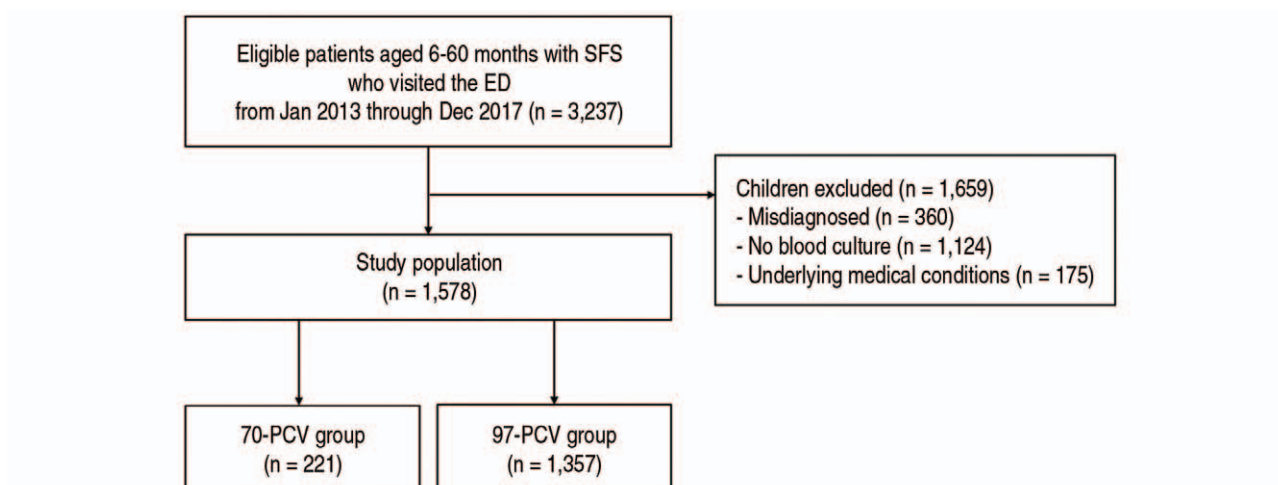 Eligible patients aged 6-60 months with SFS
who visited the ED
from Jan 2013 through Dec 2017 (n = 3,237)
Children excluded (n = 1,659)
- Misdiagnosed (n = 360)
- No blood culture (n = 1,124)
- Underlying medical conditions (n = 175)
Study population
(n = 1,578)
70-PCV group
(n = 221)
97-PCV group
(n = 1,357)